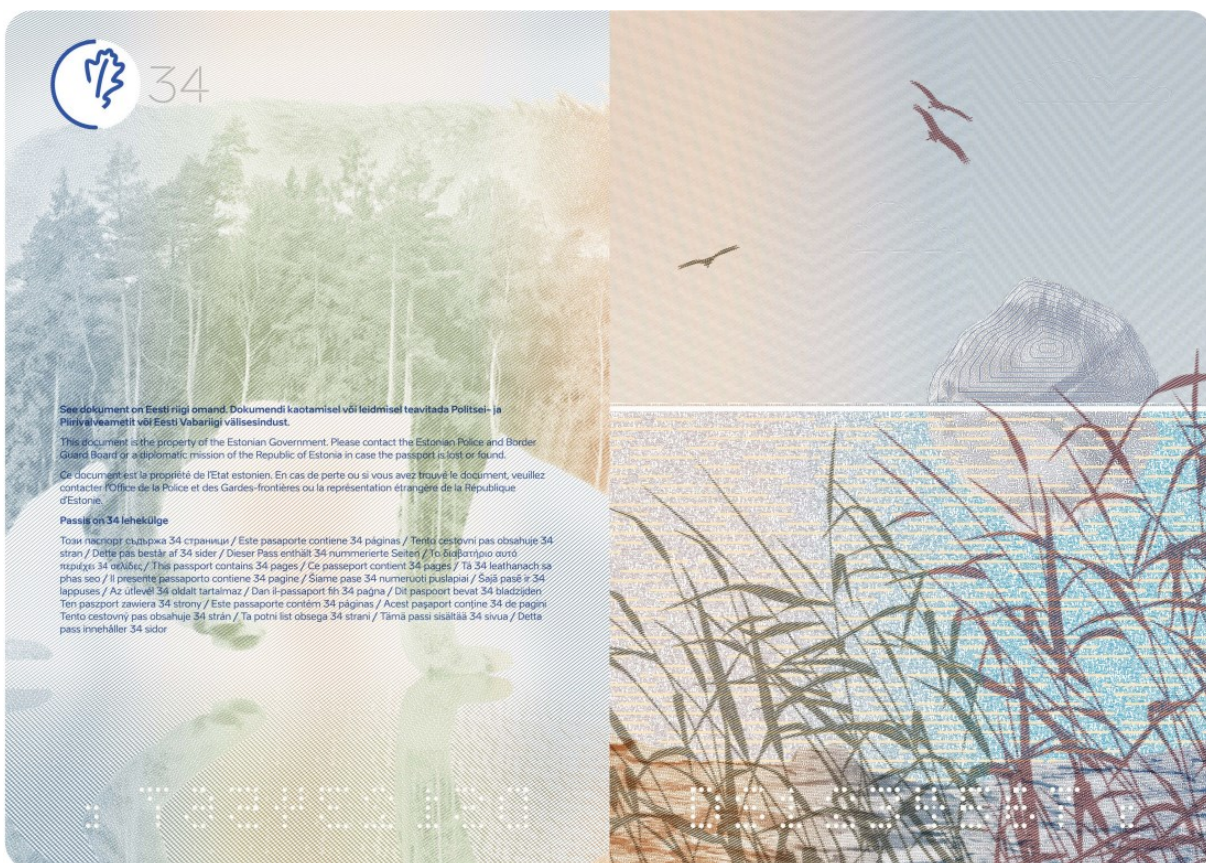 34
See dokument on Eesti riigi omand. Dokumendi kaotamisel või leidmisel teavitada Politsei- ja
Piirivalveametit või Eesti Vabariigi välisesindust.
This document is the property of the Estonian Government. Please contact the Estonian Police and Border
Guard Board or a diplomatic mission of the Republic of Estonia in case the passport is lost or found.
Ce document est la propriété de l'Etat estonien. En cas de perte ou si vous avez trouvé le document, veuillez
contacter l'Office de la Police et des Gardes-frontières ou la représentation étrangère de la République
d'Estonie.
Passis on 34 lehekülge
Този паспорт съдържа 34 страници / Este pasaporte contiene 34 páginas / Tento cestovní pas obsahuje 34
stran / Dette pas består af 34 sider / Dieser Pass enthält 34 nummerierte Seiten / Το διαβατήριο αυτό
περιέχει 34 σελίδες / This passport contains 34 pages / Ce passeport contient 34 pages / Tá 34 leathanach sa
phas seo / Il presente passaporto contiene 34 pagine / Šiame pase 34 numeruoti puslapiai / Šajā pasē ir 34
lappuses / Az útlevél 34 oldalt tartalmaz / Dan il-passaport fih 34 paġna / Dit paspoort bevat 34 bladzijden
Ten paszport zawiera 34 strony / Este passaporte contém 34 páginas / Acest paşaport conţine 34 de pagini
Tento cestovný pas obsahuje 34 strán / Ta potni list obsega 34 strani / Tämä passi sisältää 34 sivua / Detta
pass innehåller 34 sidor